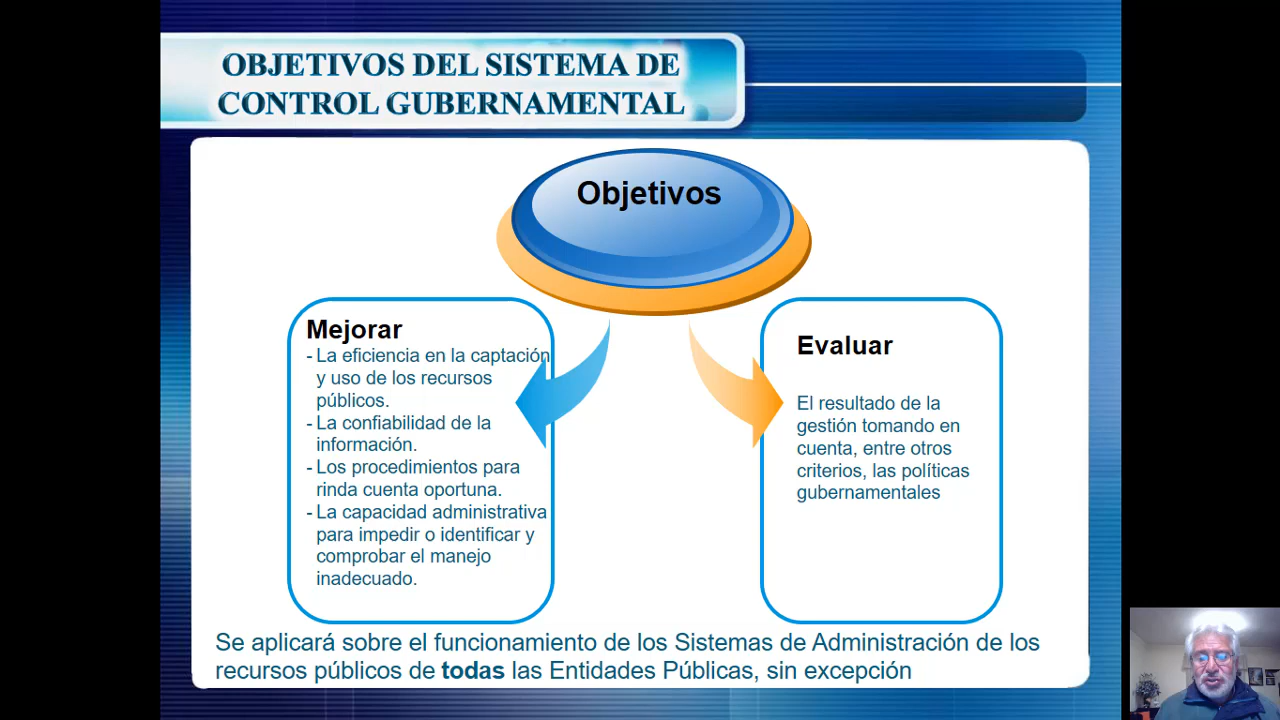 OBJETIVOS DEL SISTEMA DE
CONTROL GUBERNAMENTAL
Objetivos
Mejorar
- La eficiencia en la captación
y uso de los recursos
públicos.
- La confiabilidad de la
información.
- Los procedimientos para
rinda cuenta oportuna.
- La capacidad administrativa
para impedir o identificar y
comprobar el manejo
inadecuado.
Evaluar
El resultado de la
gestión tomando en
cuenta, entre otros
criterios, las políticas
gubernamentales
Se aplicará sobre el funcionamiento de los Sistemas de Administración de los
recursos públicos de todas las Entidades Públicas, sin excepción